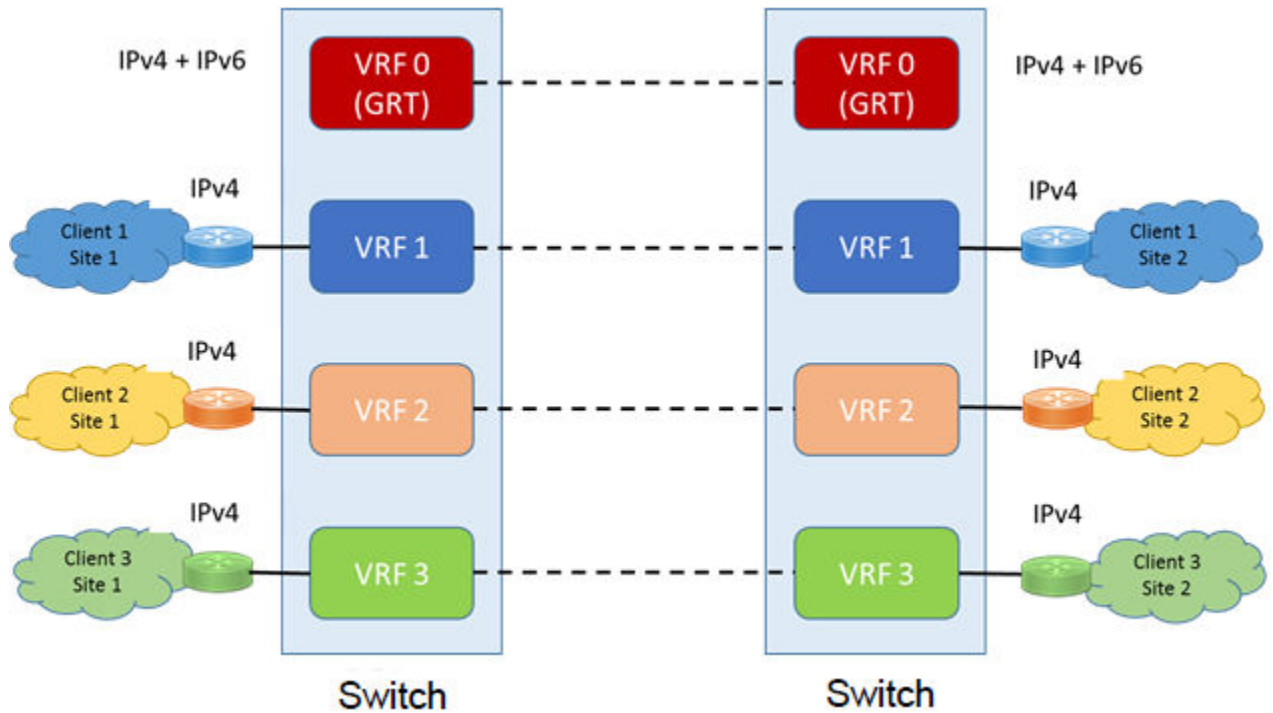 IPv4 + IPv6
VRF 0
(GRT)
VRF 0
(GRT)
IPv4 + IPv6
IPv4
Client 1
Site 1
VRF 1
VRF 1
IPv4
Client 1
Site 2
IPv4
Client 2
Site 1
VRF 2
VRF 2
IPv4
Client 2
Site 2
IPv4
Client 3
Site 1
VRF 3
VRF 3
IPv4
Client 3
Site 2
Switch
Switch